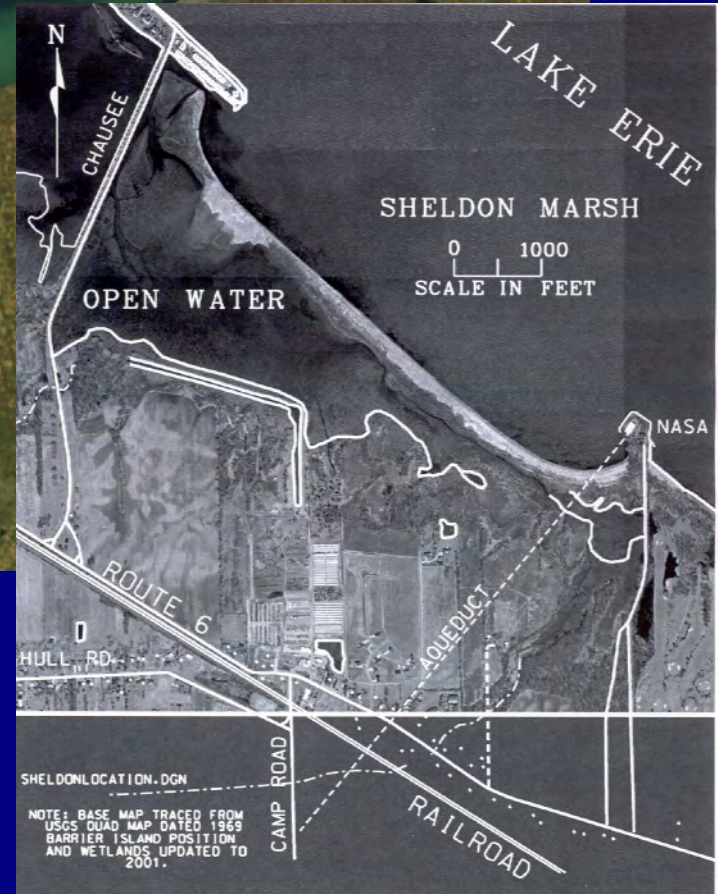 N
LAKE ERIE
CHAUSEE
SHELDON MARSH
0 1000
SCALE IN FEET
OPEN WATER
NASA
ROUTE 6
AQUEDUCT
HULL RD
SHELDONLOCATION.DGN
CAMP ROAD
RAILROAD
NOTE: BASE MAP TRACED FROM
USGS QUAD MAP DATED 1969
BARRIER ISLAND POSITION
AND WETLANDS UPDATED TO
2001.